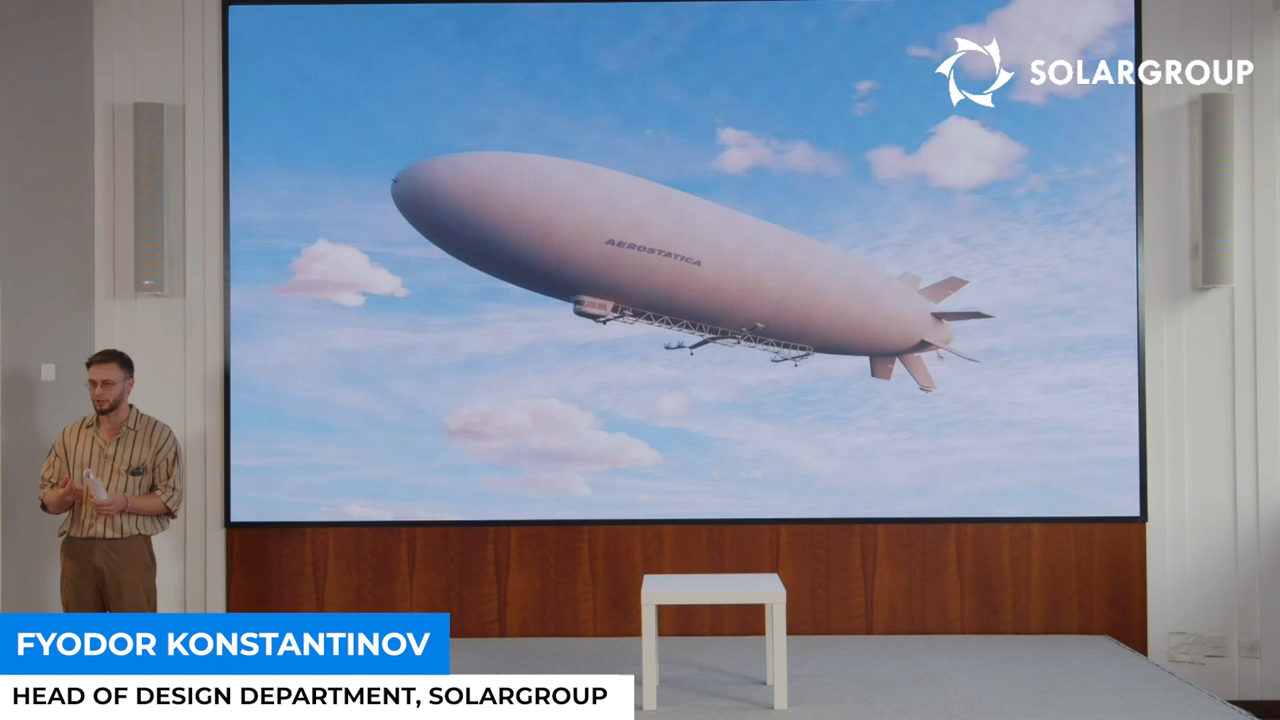 SOLARGROUP
AEROSTATICA
FYODOR KONSTANTINOV
HEAD OF DESIGN DEPARTMENT, SOLARGROUP